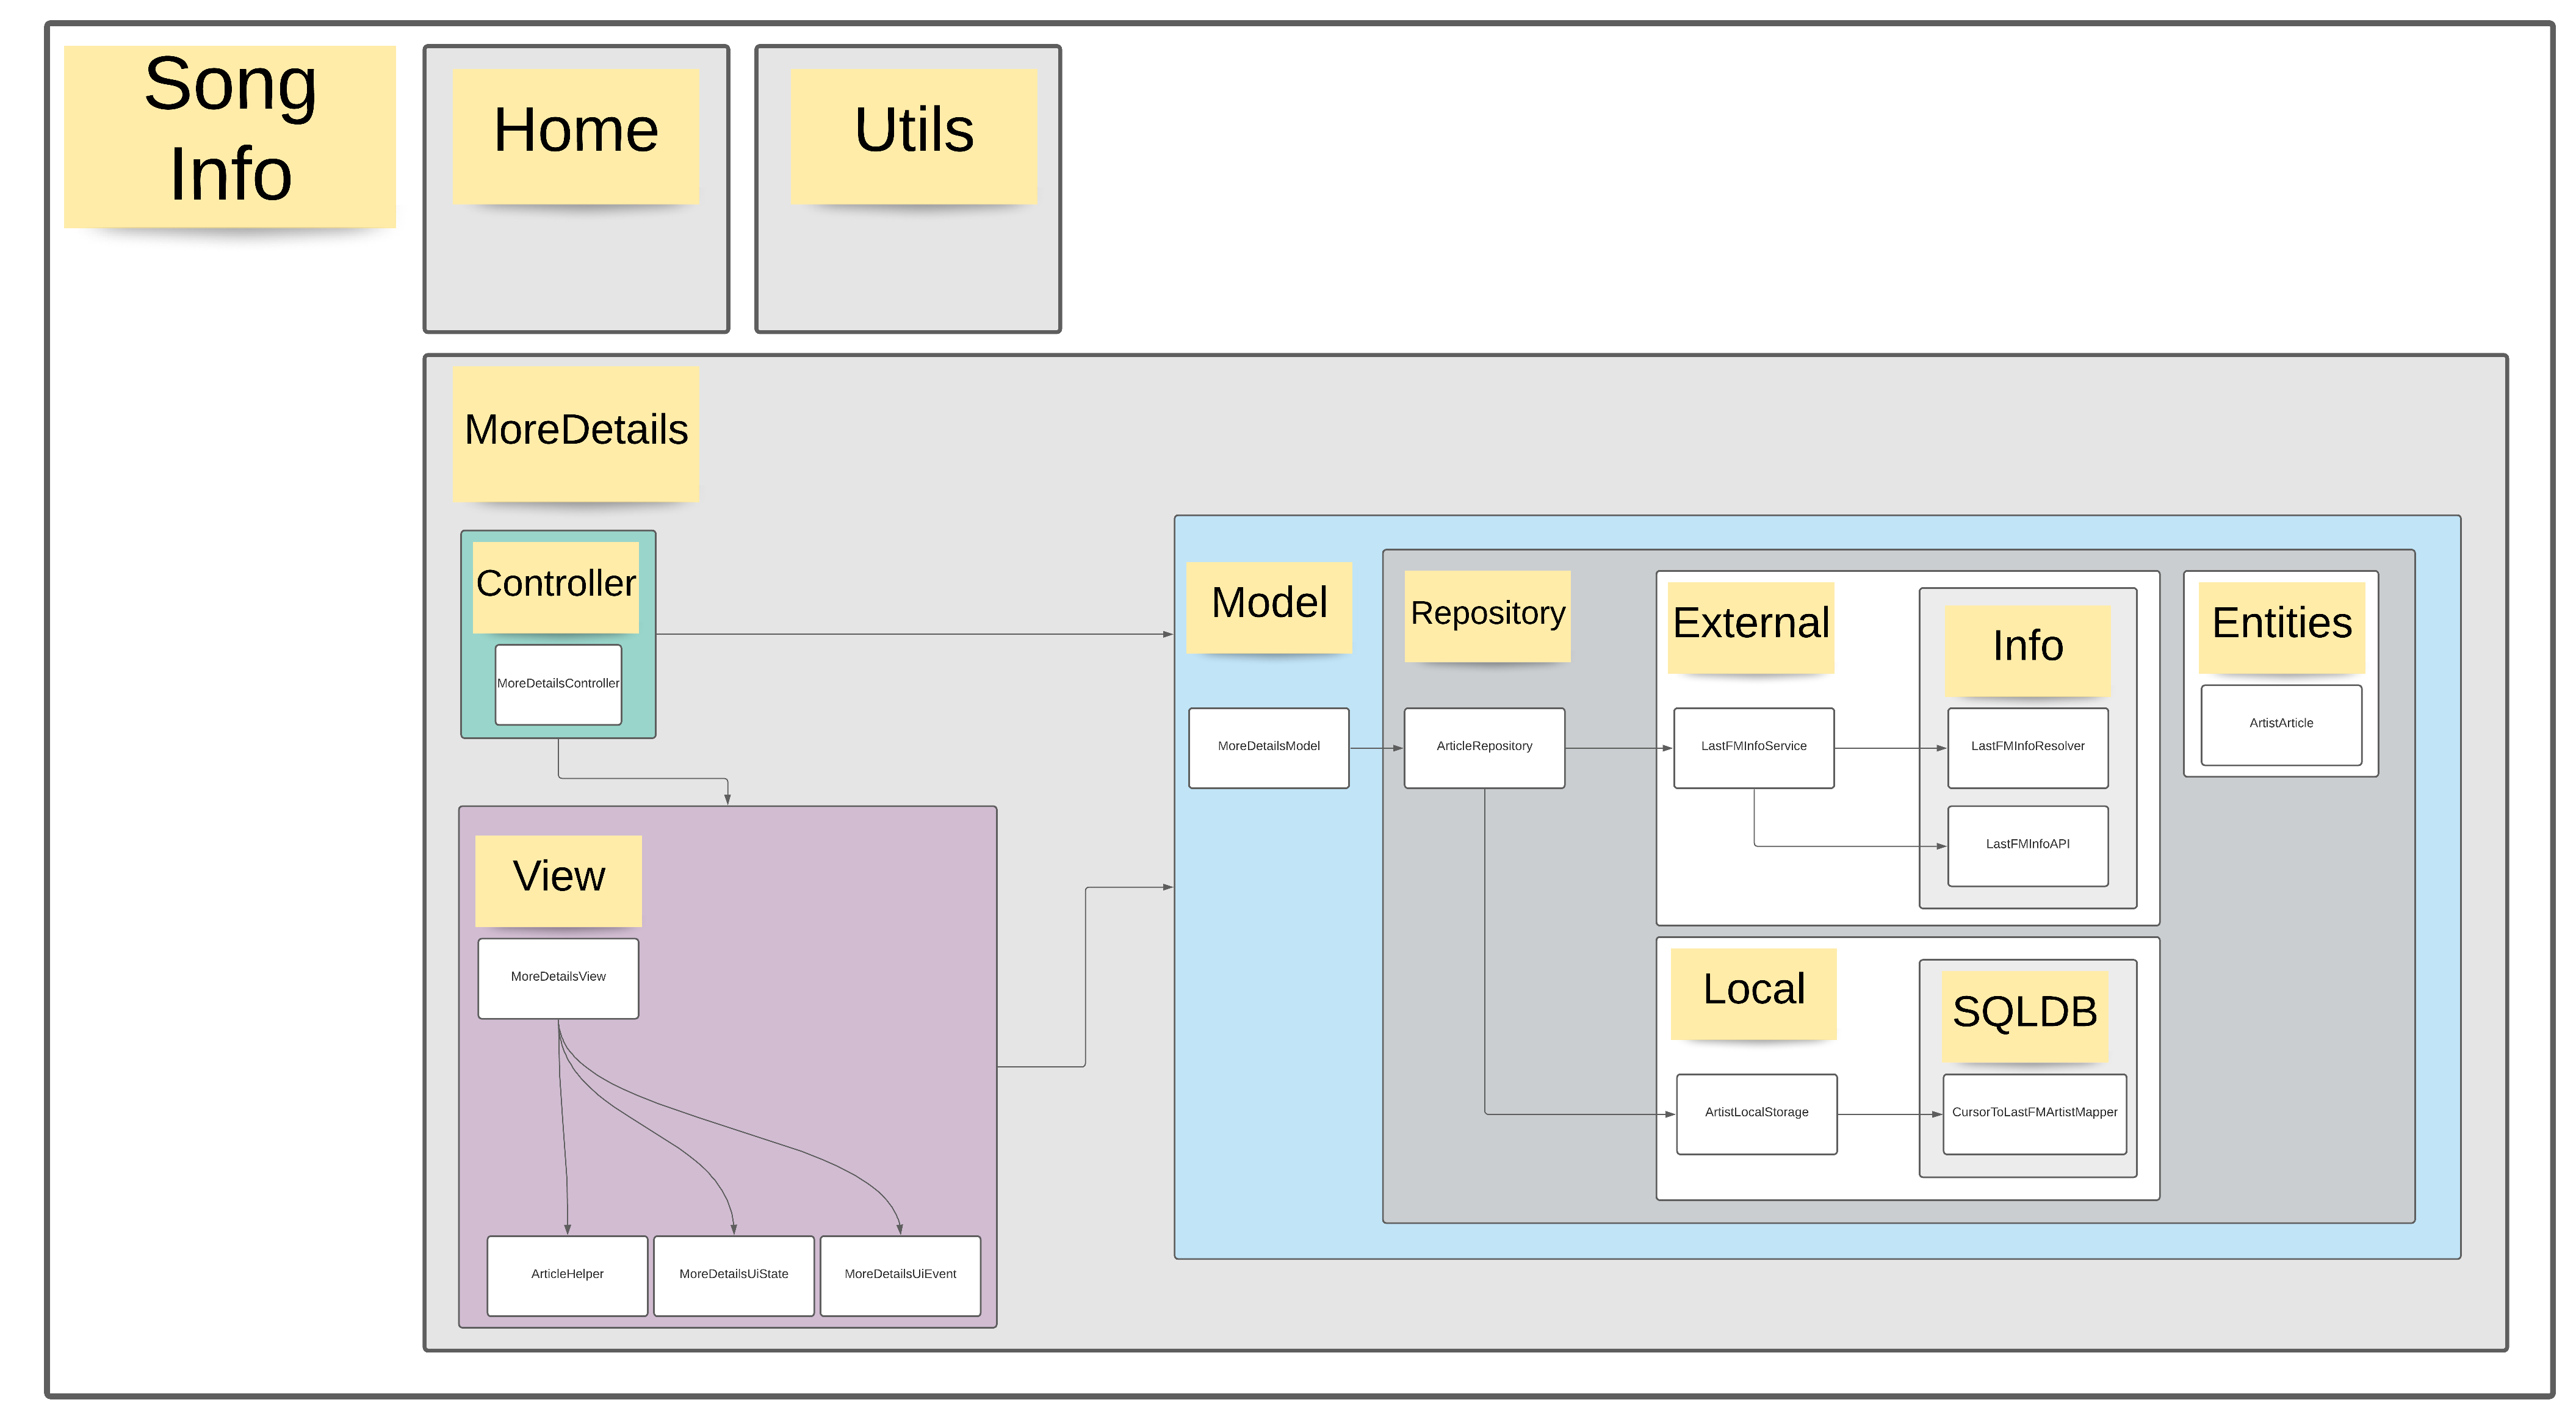 Song
Info
Home
Utils
MoreDetails
Controller
MoreDetailsController
View
MoreDetailsView
ArticleHelper
MoreDetailsUiState
MoreDetailsUiEvent
Model
MoreDetailsModel
Repository
ArticleRepository
External
LastFMInfoService
Info
LastFMInfoResolver
LastFMInfoAPI
Entities
ArtistArticle
Local
ArtistLocalStorage
SQLDB
CursorToLastFMArtistMapper